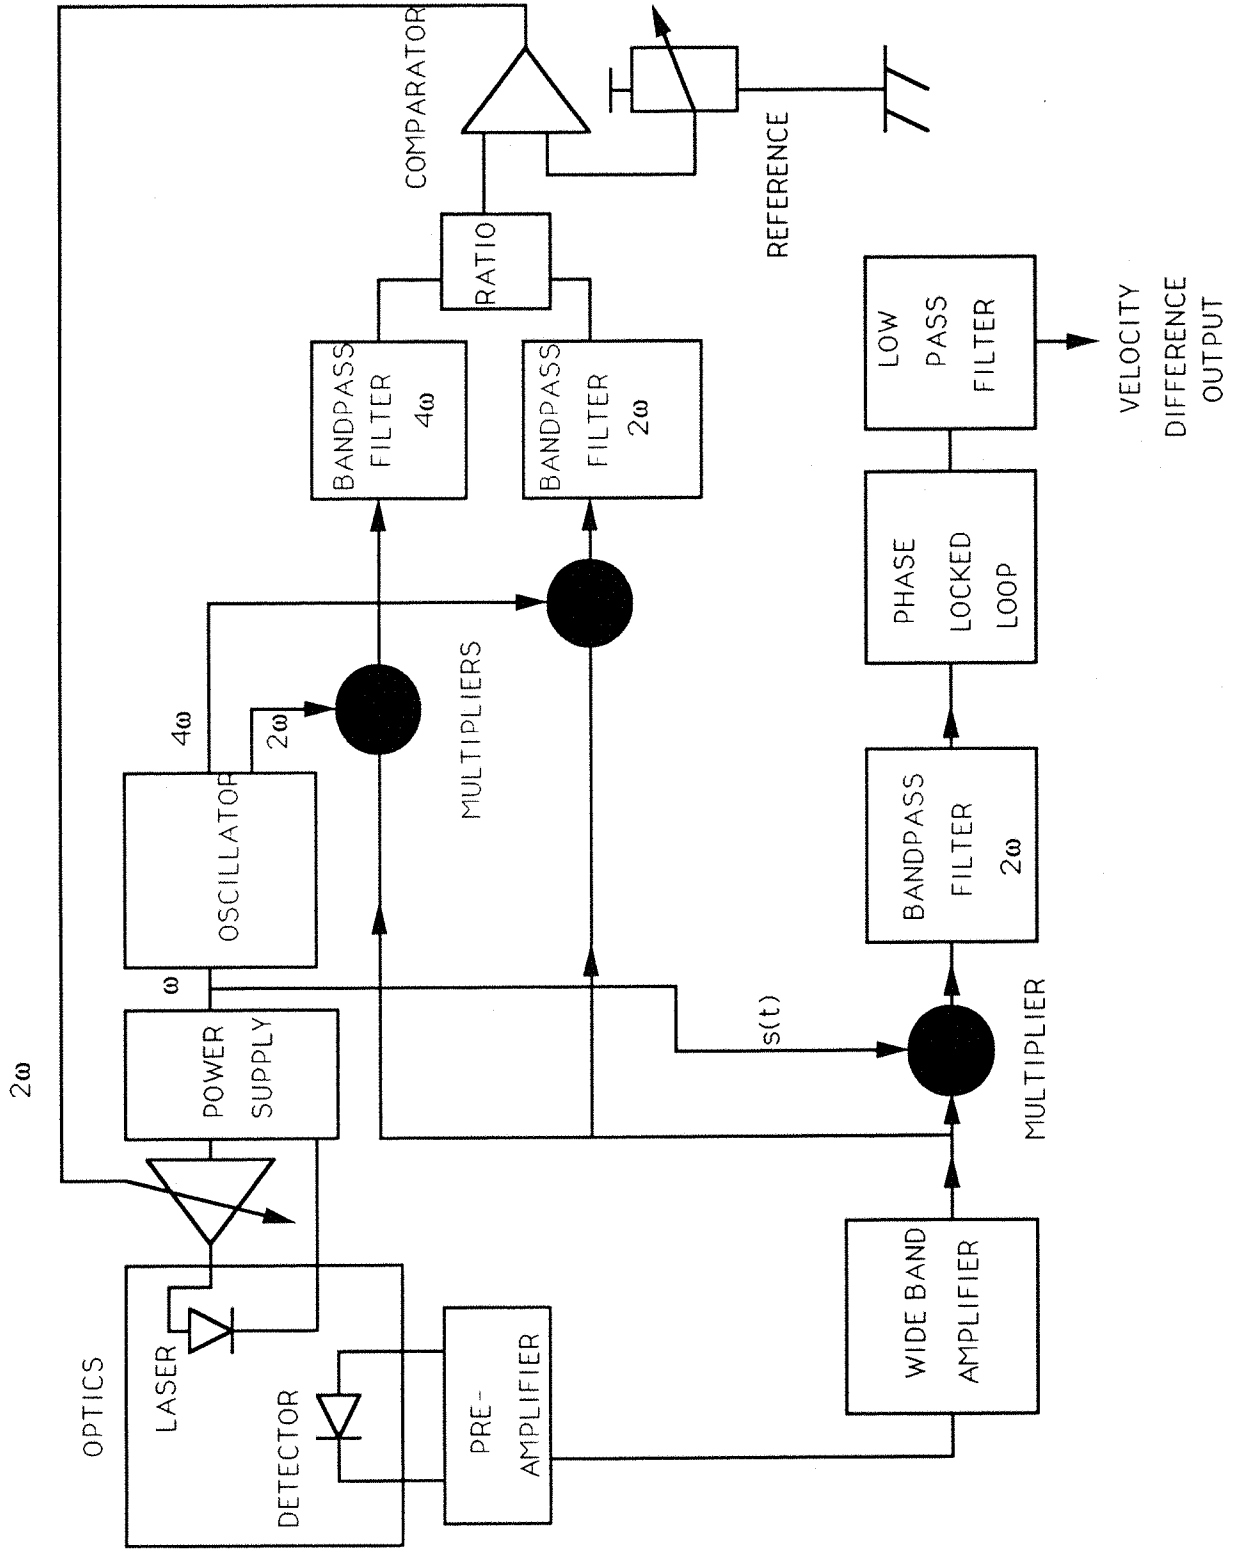 OPTICS
LASER
DETECTOR
PRE-
AMPLIFIER
2ω
POWER
SUPPLY
ω
OSCILLATOR
4ω
2ω
MULTIPLIERS
BANDPASS
FILTER
4ω
BANDPASS
FILTER
2ω
RATIO
COMPARATOR
REFERENCE
WIDE BAND
AMPLIFIER
s(t)
MULTIPLIER
BANDPASS
FILTER
2ω
PHASE
LOCKED
LOOP
LOW
PASS
FILTER
VELOCITY
DIFFERENCE
OUTPUT